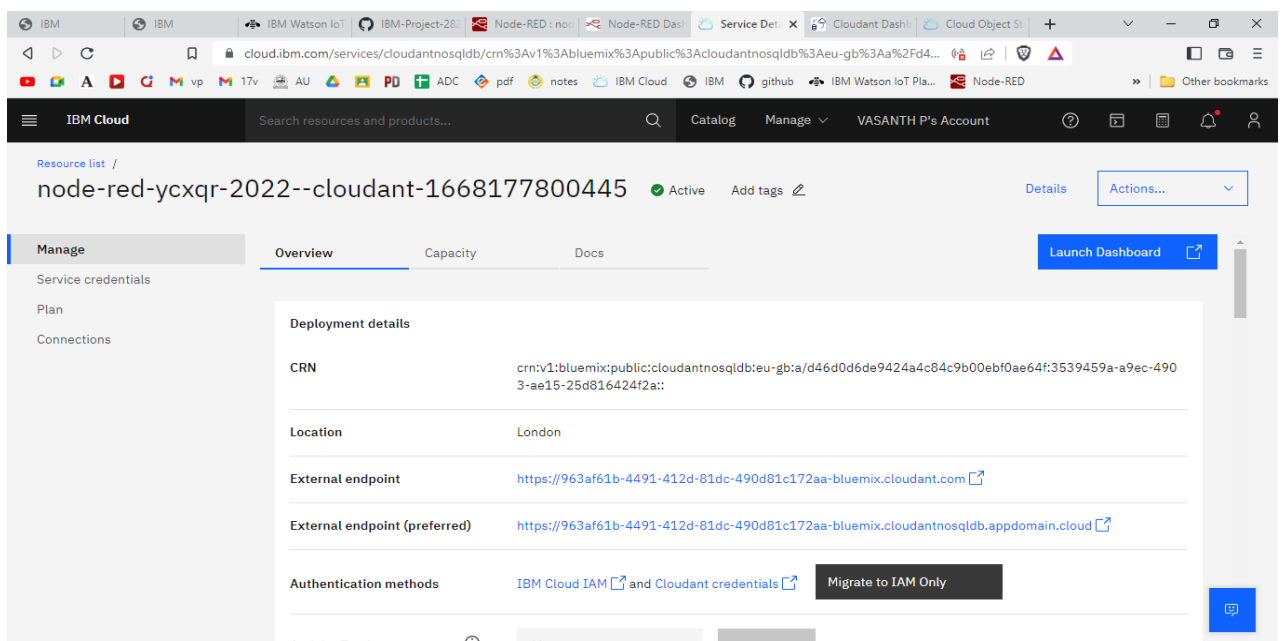 IBM
IBM
IBM Watson IoT
IBM-Project-282
Node-RED : nod
Node-RED Dash
Service Deta
Cloudant Dashb
Cloud Object St
cloud.ibm.com/services/cloudantnosqldb/crn%3Av1%3Abluemix%3Apublic%3Acloudantnosqldb%3Aeu-gb%3Aa%2Fd4...
vp
17v
AU
PD
ADC
pdf
notes
IBM Cloud
IBM
github
IBM Watson IoT Pla...
Node-RED
»
Other bookmarks
IBM Cloud
Search resources and products...
Catalog
Manage
VASANTH P's Account
Resource list /
node-red-ycxqr-2022--cloudant-1668177800445
Active
Add tags
Details
Actions...
Manage
Overview
Capacity
Docs
Launch Dashboard
Service credentials
Plan
Connections
Deployment details
CRN
crn:v1:bluemix:public:cloudantnosqldb:eu-gb:a/d46d0d6de9424a4c84c9b00ebf0ae64f:3539459a-a9ec-490
3-ae15-25d816424f2a::
Location
London
External endpoint
https://963af61b-4491-412d-81dc-490d81c172aa-bluemix.cloudant.com
External endpoint (preferred)
https://963af61b-4491-412d-81dc-490d81c172aa-bluemix.cloudantnosqldb.appdomain.cloud
Authentication methods
IBM Cloud IAM and Cloudant credentials
Migrate to IAM Only